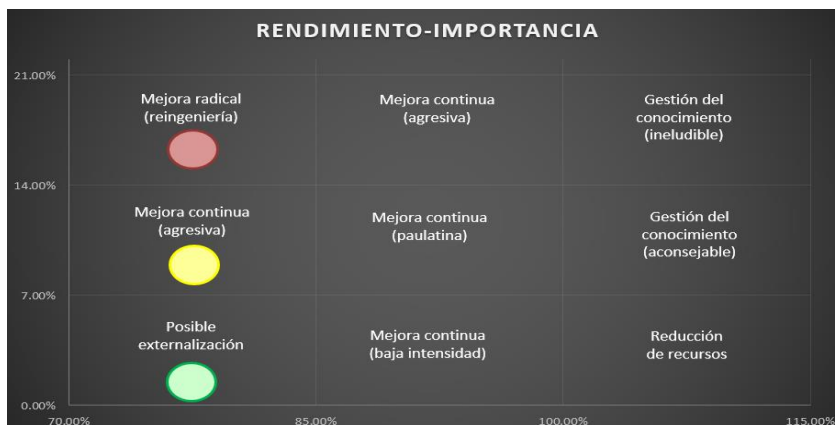 RENDIMIENTO-IMPORTANCIA
21.00%
Mejora radical
(reingeniería)
Mejora continua
(agresiva)
Gestión del
conocimiento
(ineludible)
14.00%
Mejora continua
(agresiva)
Mejora continua
(paulatina)
Gestión del
conocimiento
(aconsejable)
7.00%
Posible
externalización
Mejora continua
(baja intensidad)
Reducción
de recursos
0.00%
70.00%
85.00%
100.00%
115.00%